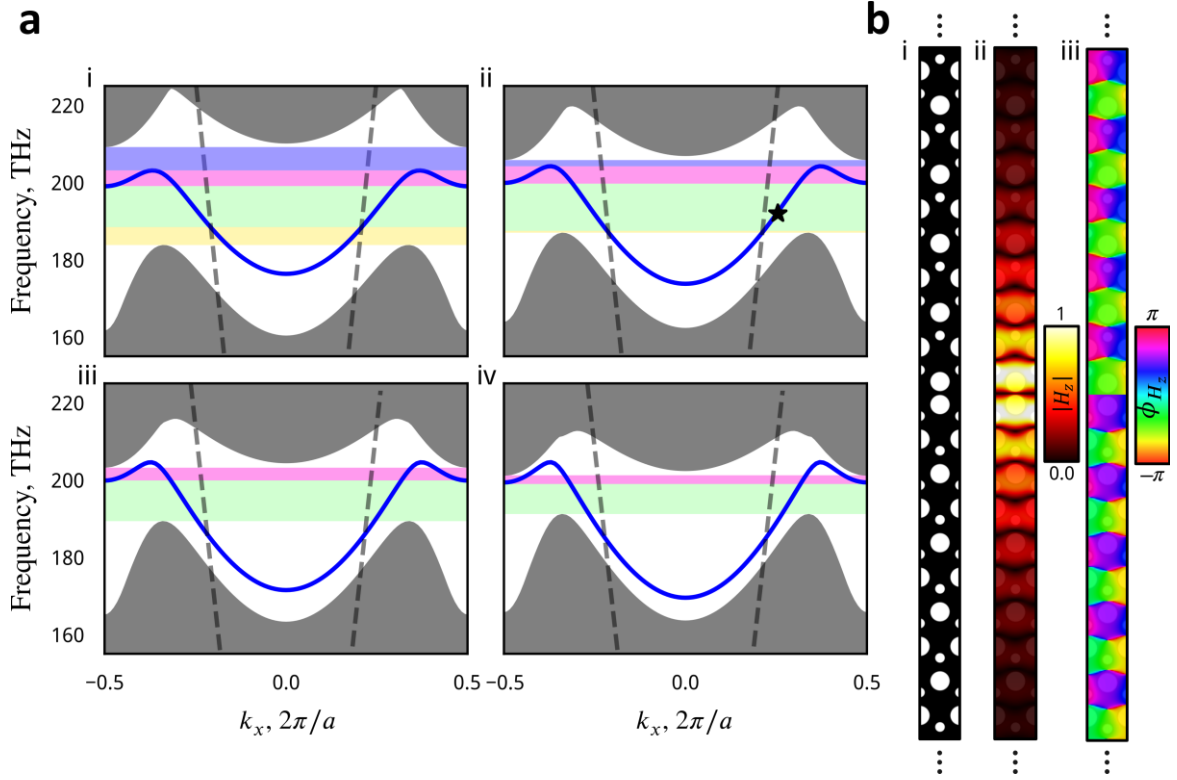 a
b
i
ii
iii
iv
Frequency, THz
220
200
180
160
Frequency, THz
220
200
180
160
−0.5
0.0
0.5
−0.5
0.0
0.5
k_x, 2π/a
k_x, 2π/a
i
ii
iii
1
|H_z|
0.0
π
ϕ_{H_z}
−π